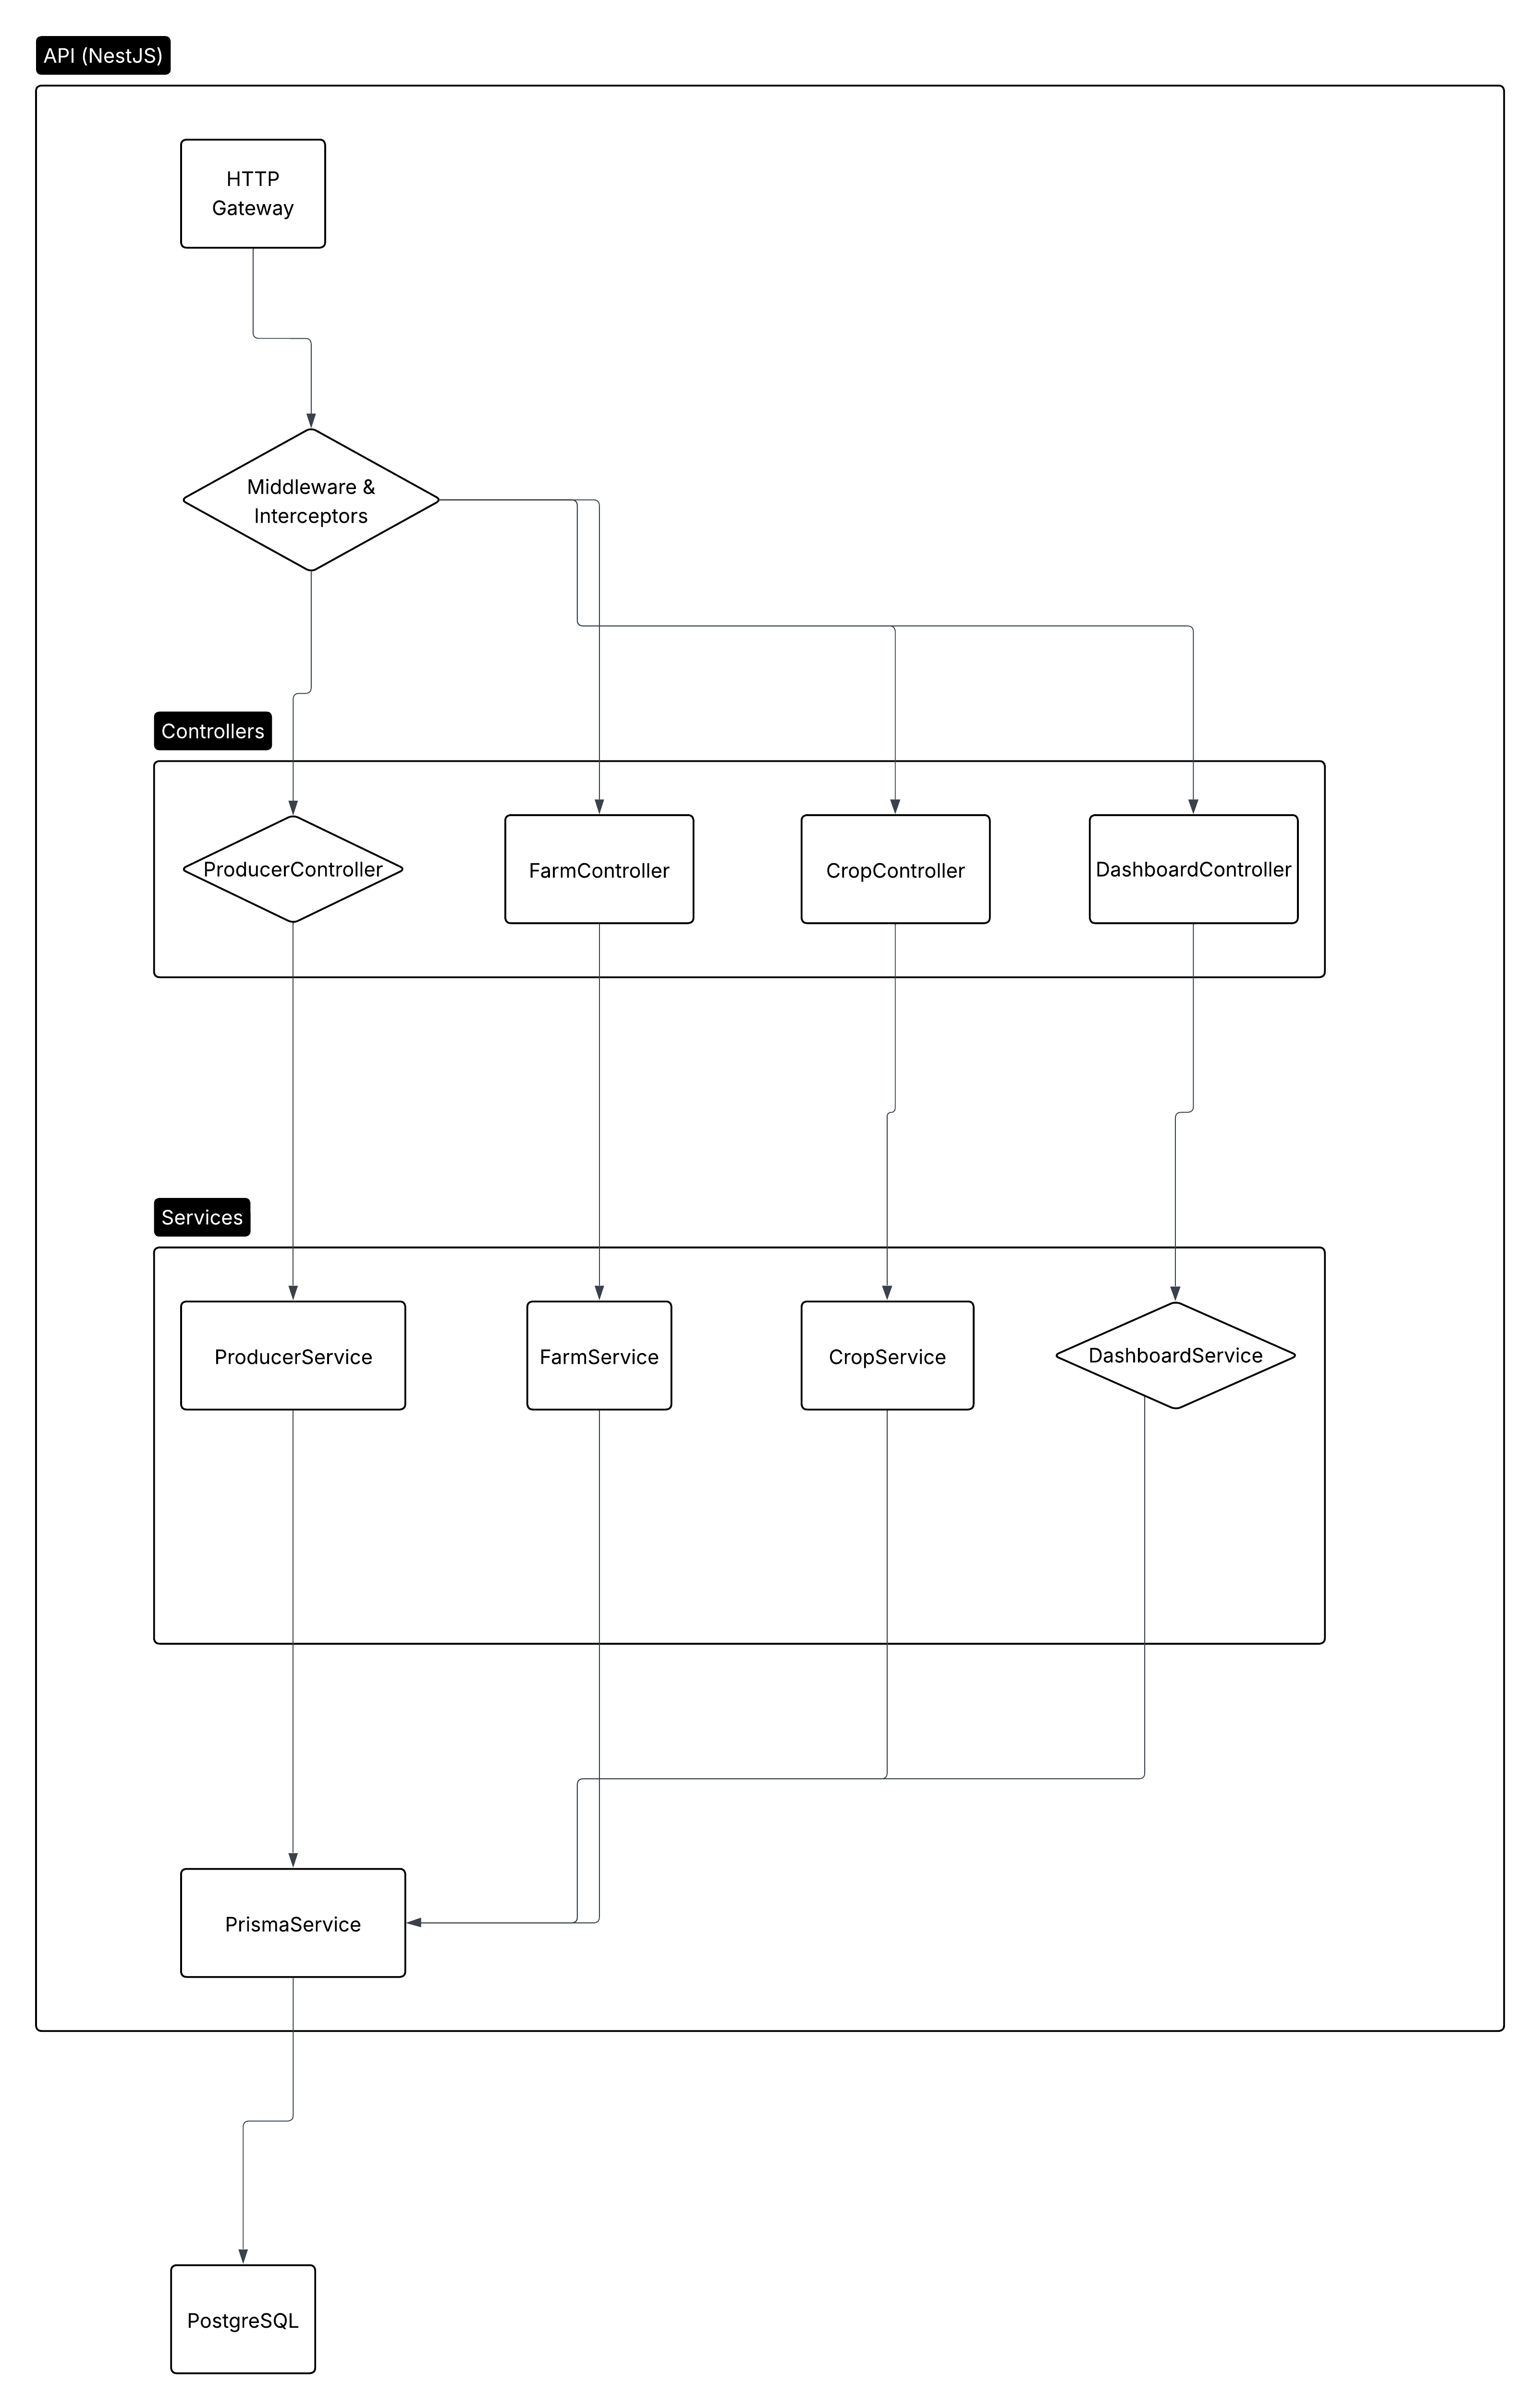 API (NestJS)
HTTP
Gateway
Middleware &
Interceptors
Controllers
ProducerController
FarmController
CropController
DashboardController
Services
ProducerService
FarmService
CropService
DashboardService
PrismaService
PostgreSQL